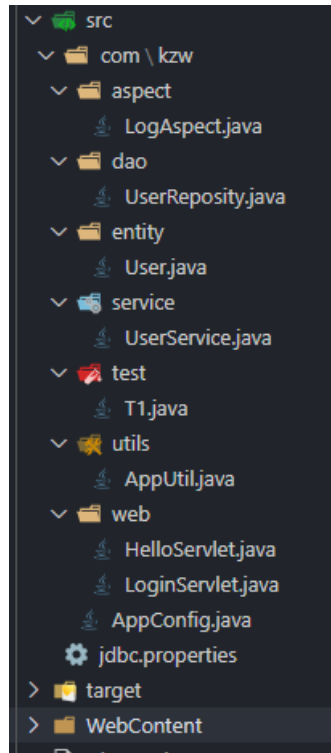 src
com \ kzw
aspect
LogAspect.java
dao
UserReposity.java
entity
User.java
service
UserService.java
test
T1.java
utils
AppUtil.java
web
HelloServlet.java
LoginServlet.java
AppConfig.java
jdbc.properties
target
WebContent